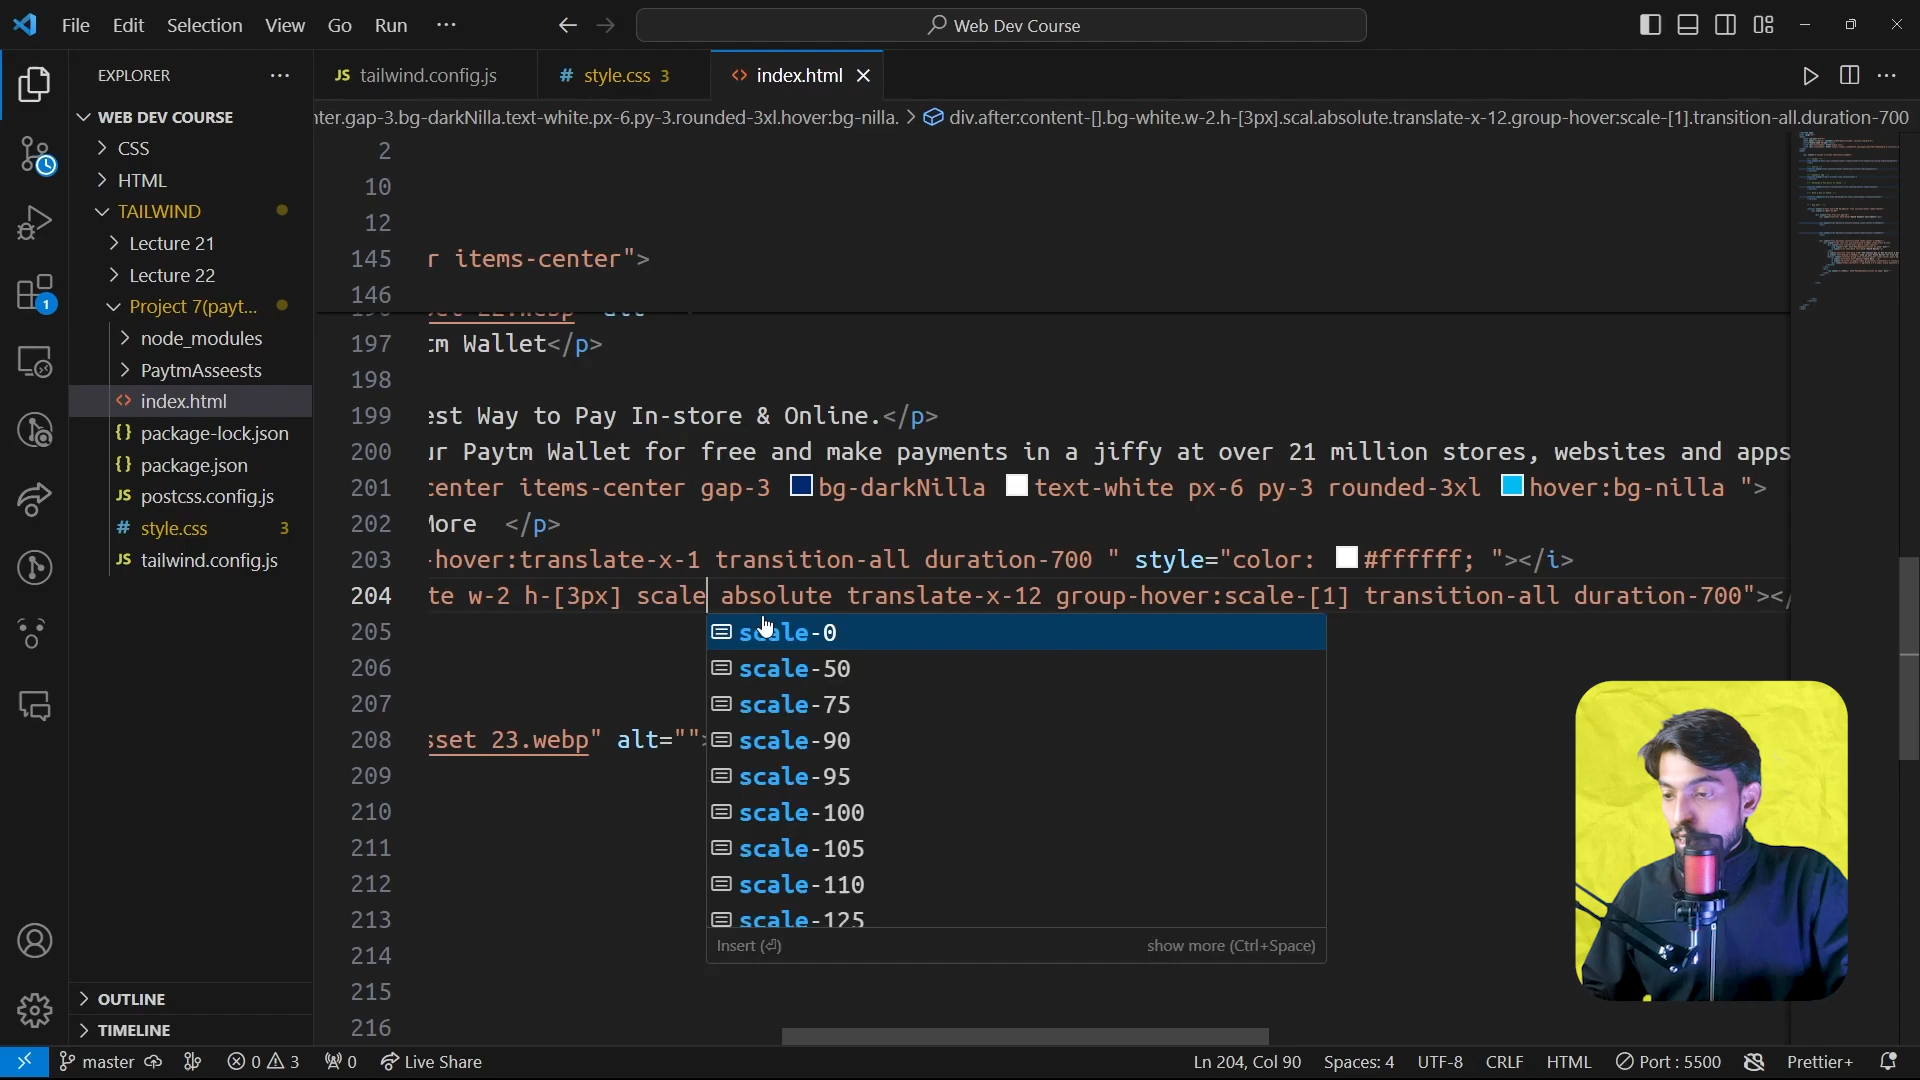 File Edit Selection View Go Run ···
Web Dev Course
EXPLORER ···
WEB DEV COURSE
CSS
HTML
TAILWIND
Lecture 21
Lecture 22
Project 7(payt...
node_modules
PaytmAsseests
index.html
package-lock.json
package.json
postcss.config.js
style.css 3
tailwind.config.js
OUTLINE
TIMELINE
JS tailwind.config.js
# style.css 3
<> index.html
ter.gap-3.bg-darkNilla.text-white.px-6.py-3.rounded-3xl.hover:bg-nilla. > div.after:content-[].bg-white.w-2.h-[3px].scal.absolute.translate-x-12.group-hover:scale-[1].transition-all.duration-700
2
10
12
145 r items-center">
146
197 :m Wallet</p>
198
199 est Way to Pay In-store & Online.</p>
200 ur Paytm Wallet for free and make payments in a jiffy at over 21 million stores, websites and apps
201 center items-center gap-3 bg-darkNilla text-white px-6 py-3 rounded-3xl hover:bg-nilla ">
202 More </p>
203 -hover:translate-x-1 transition-all duration-700 " style="color: #ffffff; "></i>
204 te w-2 h-[3px] scale absolute translate-x-12 group-hover:scale-[1] transition-all duration-700"></
205
206
207
208 sset 23.webp" alt="">
209
210
211
212
213
214
215
216
scale-0
scale-50
scale-75
scale-90
scale-95
scale-100
scale-105
scale-110
scale-125
Insert (⏎) show more (Ctrl+Space)
master 0 3 0 Live Share Ln 204, Col 90 Spaces: 4 UTF-8 CRLF HTML Port : 5500 Prettier+